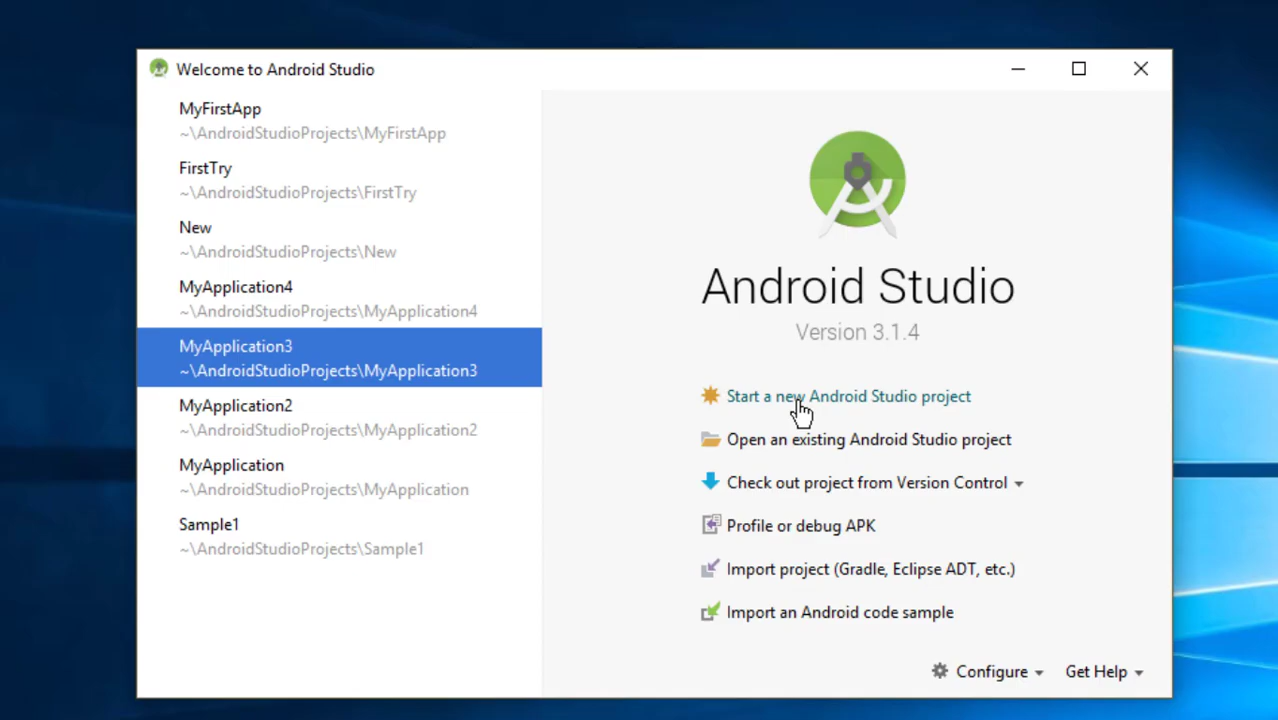 Welcome to Android Studio
MyFirstApp
~\AndroidStudioProjects\MyFirstApp
FirstTry
~\AndroidStudioProjects\FirstTry
New
~\AndroidStudioProjects\New
MyApplication4
~\AndroidStudioProjects\MyApplication4
MyApplication3
~\AndroidStudioProjects\MyApplication3
MyApplication2
~\AndroidStudioProjects\MyApplication2
MyApplication
~\AndroidStudioProjects\MyApplication
Sample1
~\AndroidStudioProjects\Sample1
Android Studio
Version 3.1.4
Start a new Android Studio project
Open an existing Android Studio project
Check out project from Version Control
Profile or debug APK
Import project (Gradle, Eclipse ADT, etc.)
Import an Android code sample
Configure
Get Help